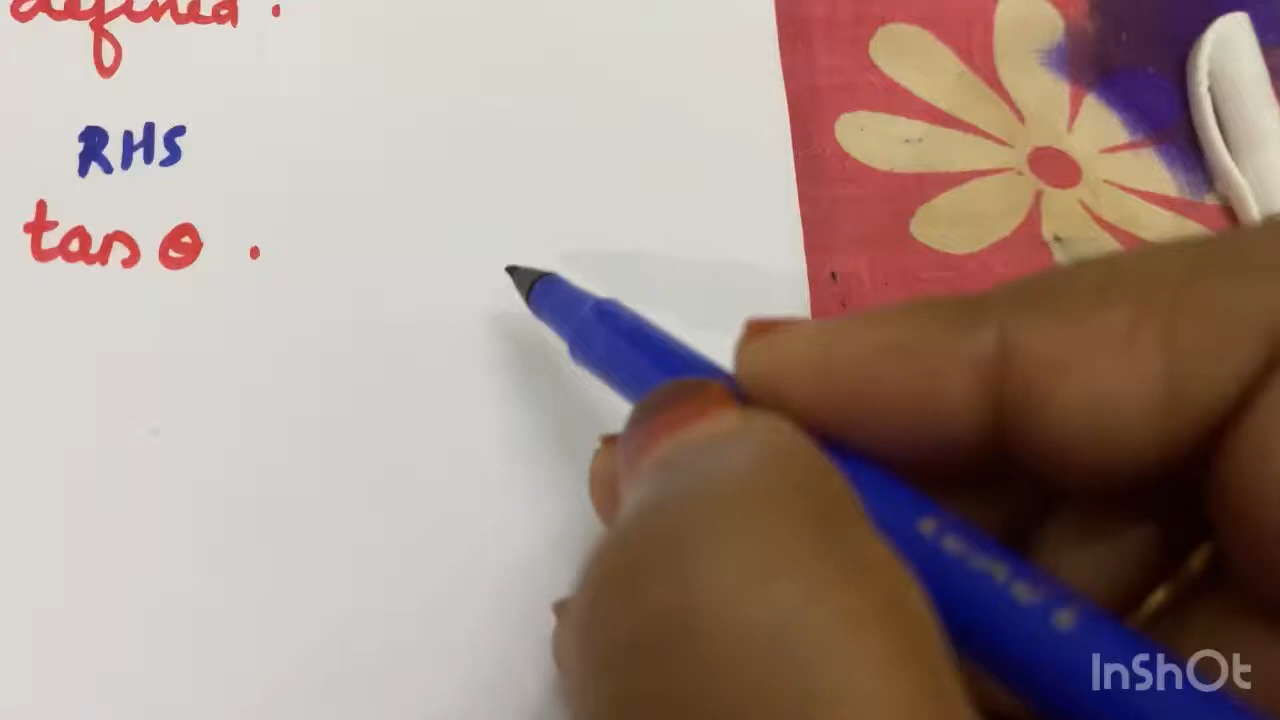 defined.
RHS
tan θ .
InShOt